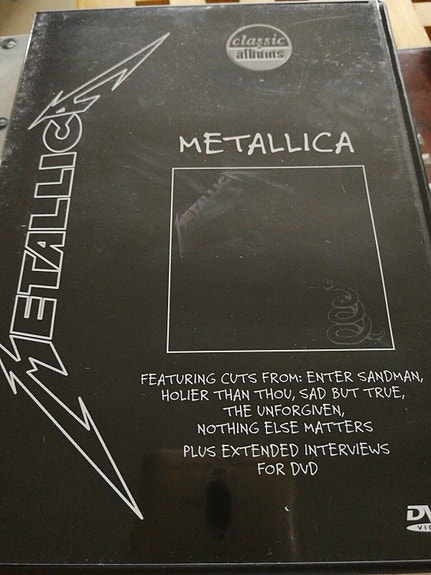 classic
albums
METALLICA
METALLICA
METALLICA
FEATURING CUTS FROM: ENTER SANDMAN,
HOLIER THAN THOU, SAD BUT TRUE,
THE UNFORGIVEN,
NOTHING ELSE MATTERS
PLUS EXTENDED INTERVIEWS
FOR DVD